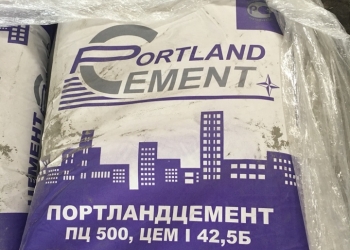 PORTLAND
CEMENT
ПОРТЛАНДЦЕМЕНТ
ПЦ 500, ЦЕМ I 42,5Б